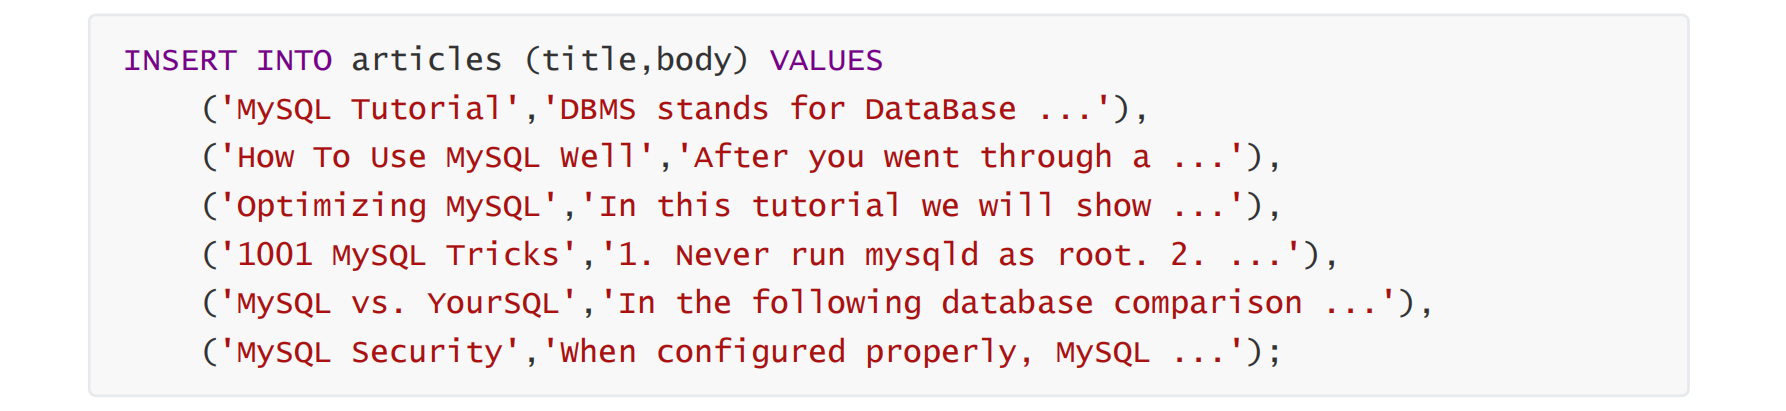 INSERT INTO articles (title,body) VALUES
('MySQL Tutorial','DBMS stands for DataBase ...'),
('How To Use MySQL Well','After you went through a ...'),
('Optimizing MySQL','In this tutorial we will show ...'),
('1001 MySQL Tricks','1. Never run mysqld as root. 2. ...'),
('MySQL vs. YourSQL','In the following database comparison ...'),
('MySQL Security','When configured properly, MySQL ...');